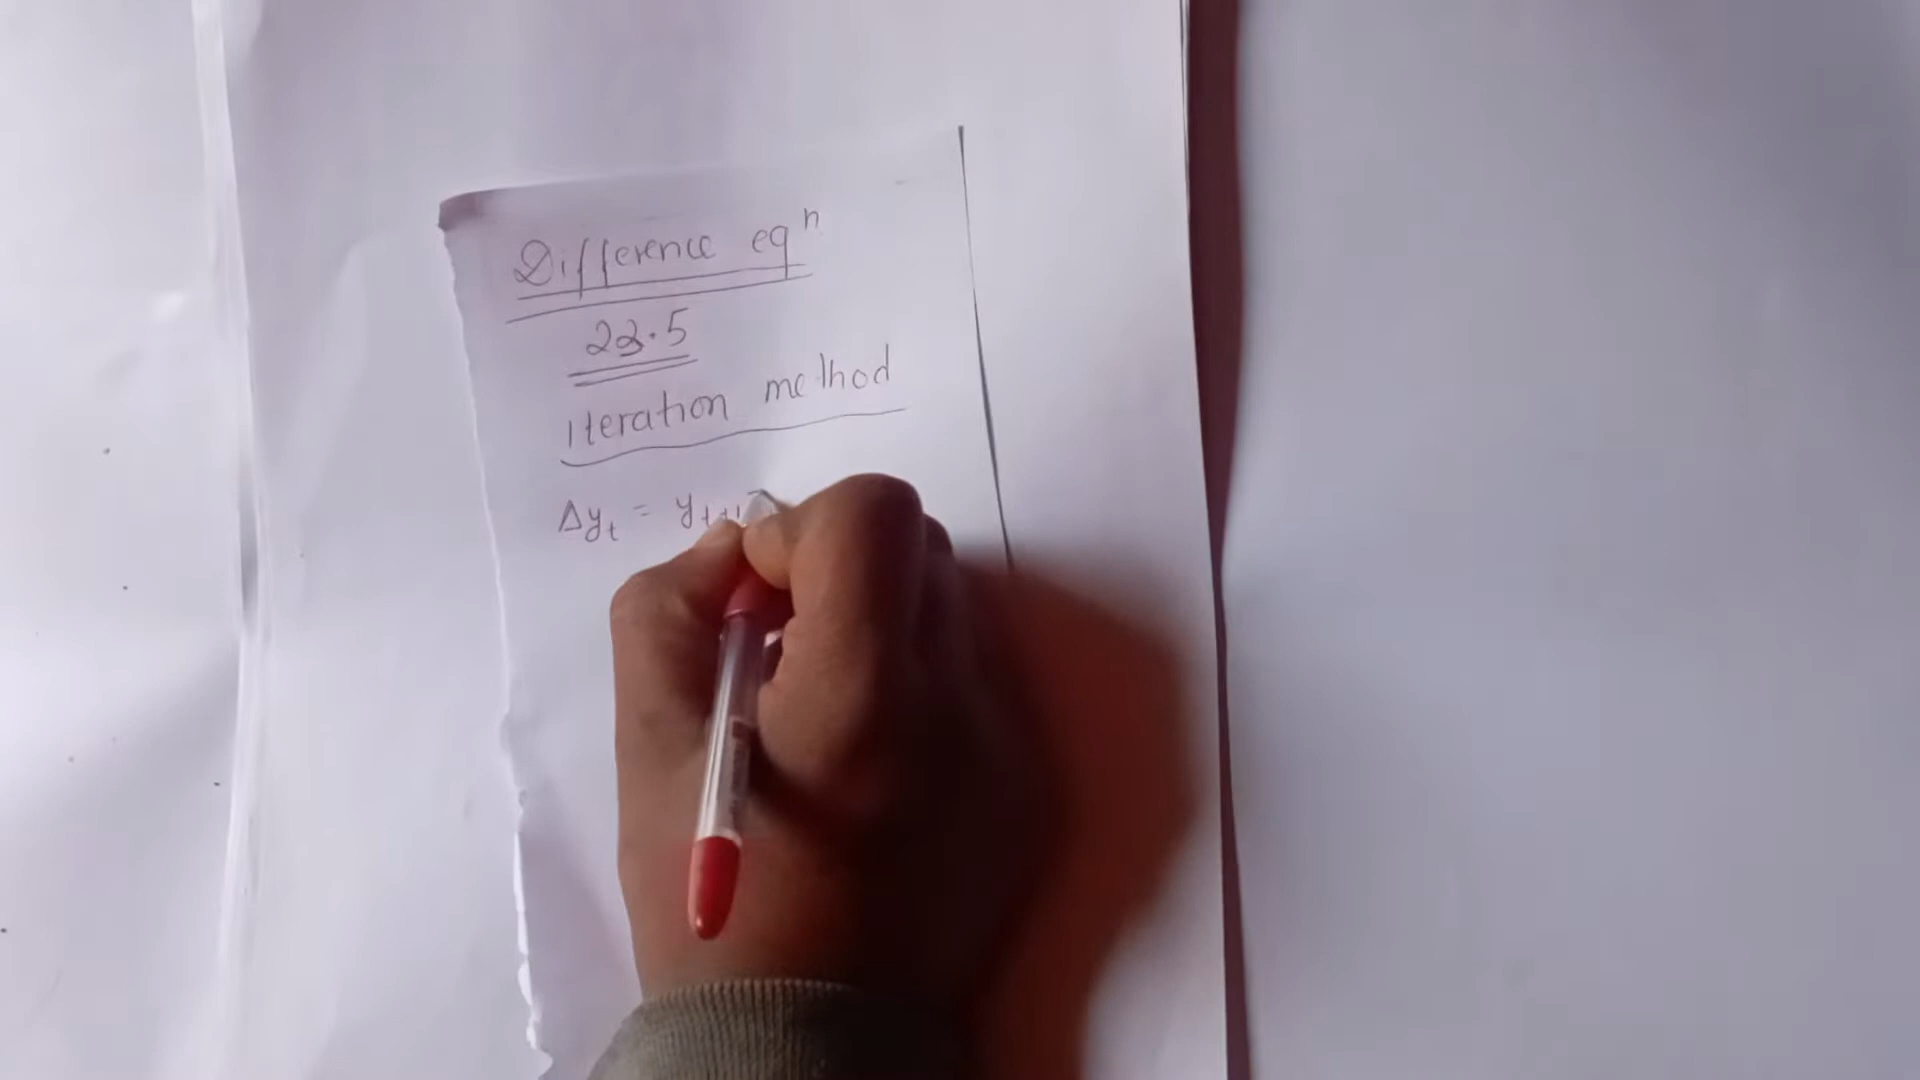 Difference eqⁿ
22.5
Iteration method
Δyₜ = yₜ₊₁ -